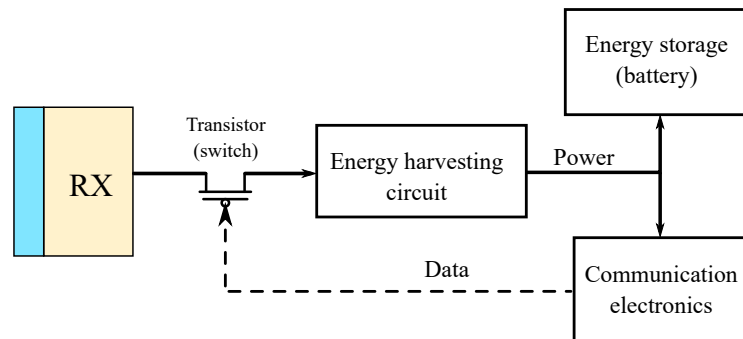 Energy storage
(battery)
Transistor
(switch)
RX
Energy harvesting
circuit
Power
Data
Communication
electronics